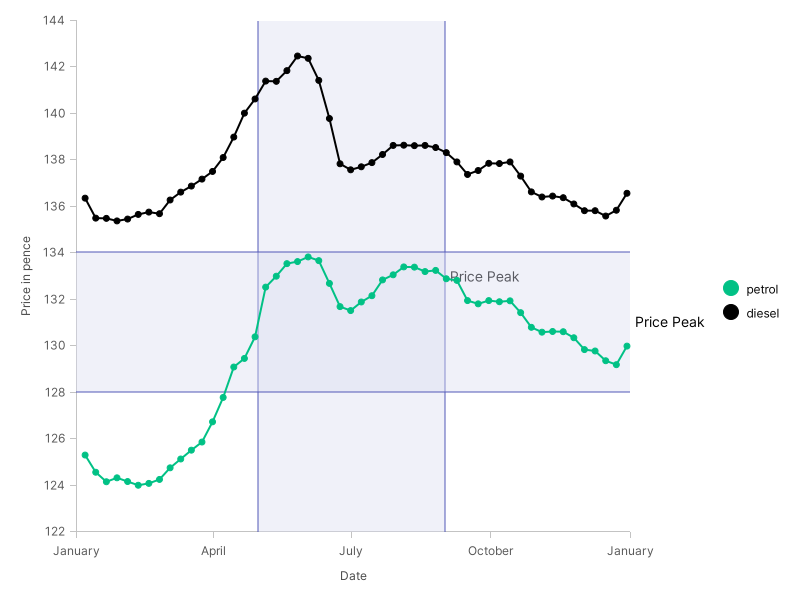 144
142
140
138
136
134
132
130
128
126
124
122
Price in pence
January
April
July
October
January
Date
Price Peak
Price Peak
petrol
diesel